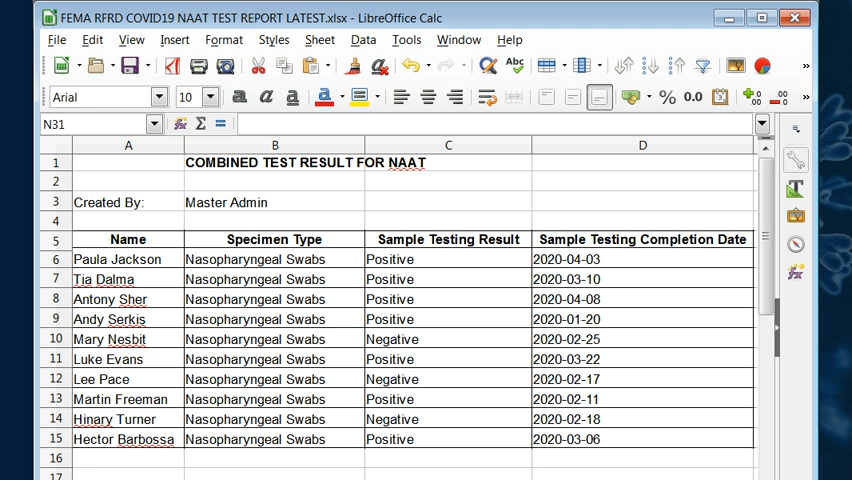 FEMA RFRD COVID19 NAAT TEST REPORT LATEST.xlsx - LibreOffice Calc
File Edit View Insert Format Styles Sheet Data Tools Window Help
Arial 10 % 0.0
N31
A B C D
1 COMBINED TEST RESULT FOR NAAT
2
3 Created By: Master Admin
4
5 Name Specimen Type Sample Testing Result Sample Testing Completion Date
6 Paula Jackson Nasopharyngeal Swabs Positive 2020-04-03
7 Tia Dalma Nasopharyngeal Swabs Positive 2020-03-10
8 Antony Sher Nasopharyngeal Swabs Positive 2020-04-08
9 Andy Serkis Nasopharyngeal Swabs Positive 2020-01-20
10 Mary Nesbit Nasopharyngeal Swabs Negative 2020-02-25
11 Luke Evans Nasopharyngeal Swabs Positive 2020-03-22
12 Lee Pace Nasopharyngeal Swabs Negative 2020-02-17
13 Martin Freeman Nasopharyngeal Swabs Positive 2020-02-11
14 Hinary Turner Nasopharyngeal Swabs Negative 2020-02-18
15 Hector Barbossa Nasopharyngeal Swabs Positive 2020-03-06
16
17